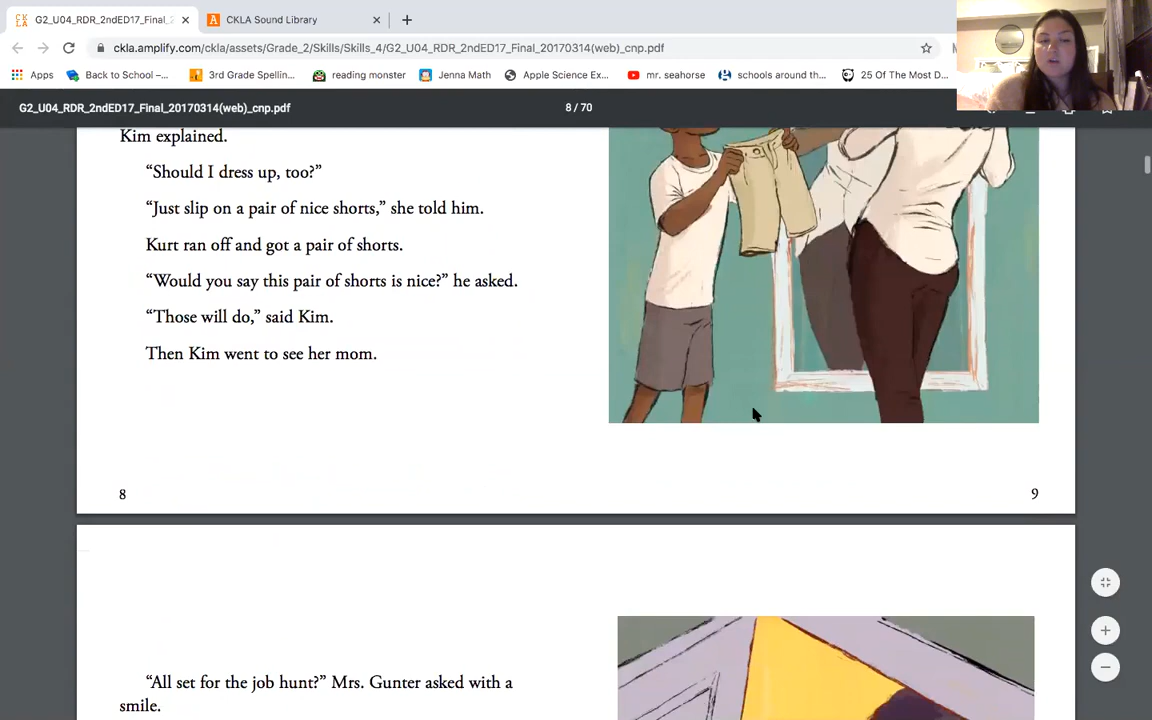 G2_U04_RDR_2ndED17_Final_2
CKLA Sound Library
ckla.amplify.com/ckla/assets/Grade_2/Skills/Skills_4/G2_U04_RDR_2ndED17_Final_20170314(web)_cnp.pdf
Apps Back to School –... 3rd Grade Spellin... reading monster Jenna Math Apple Science Ex... mr. seahorse schools around th... 25 Of The Most D...
G2_U04_RDR_2ndED17_Final_20170314(web)_cnp.pdf 8 / 70
Kim explained.
“Should I dress up, too?”
“Just slip on a pair of nice shorts,” she told him.
Kurt ran off and got a pair of shorts.
“Would you say this pair of shorts is nice?” he asked.
“Those will do,” said Kim.
Then Kim went to see her mom.
8 9
“All set for the job hunt?” Mrs. Gunter asked with a
smile.